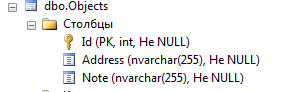 dbo.Objects
Столбцы
Id (PK, int, Не NULL)
Address (nvarchar(255), Не NULL)
Note (nvarchar(255), Не NULL)